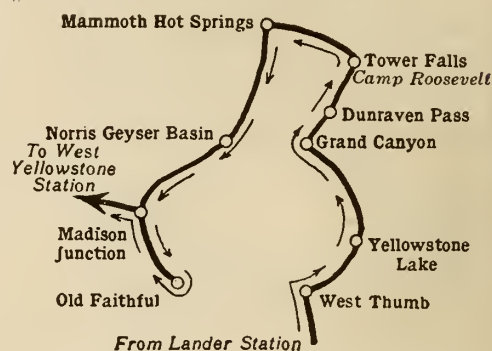 Mammoth Hot Springs
Tower Falls
Camp Roosevelt
Dunraven Pass
Norris Geyser Basin
Grand Canyon
To West
Yellowstone
Station
Madison
Junction
Yellowstone
Lake
Old Faithful
West Thumb
From Lander Station